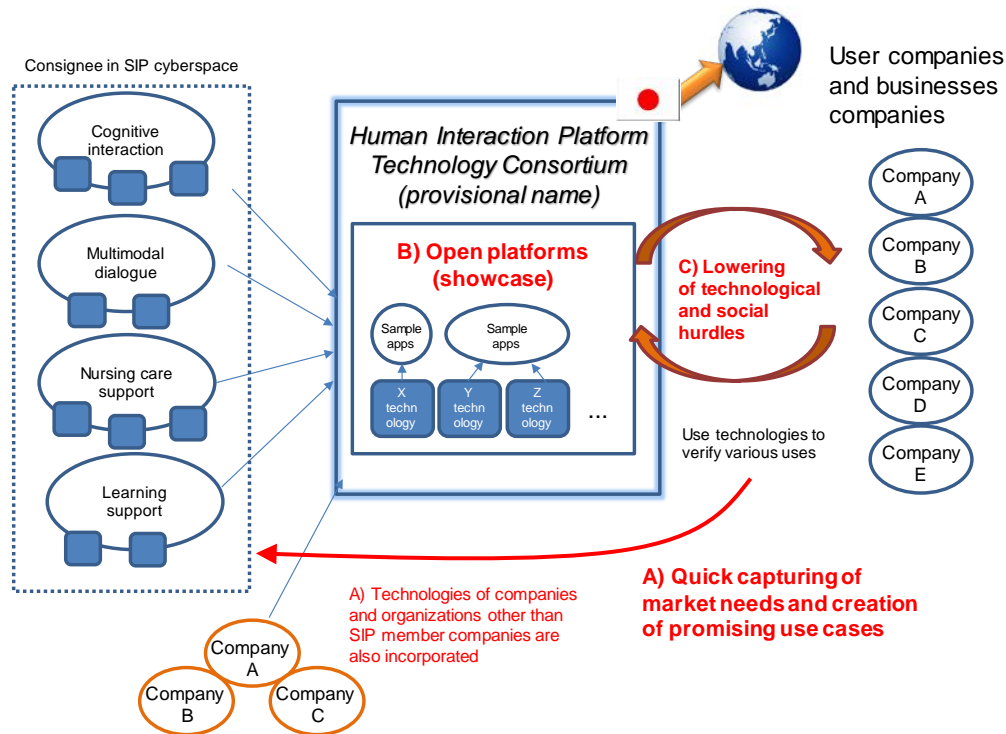 Consignee in SIP cyberspace
Cognitive
interaction
Multimodal
dialogue
Nursing care
support
Learning
support
Human Interaction Platform
Technology Consortium
(provisional name)
B) Open platforms
(showcase)
Sample
apps
Sample
apps
X
techn
ology
Y
techn
ology
Z
techn
ology
...
C) Lowering
of technological
and social
hurdles
User companies
and businesses
companies
Company
A
Company
B
Company
C
Company
D
Company
E
Use technologies to
verify various uses
A) Quick capturing of
market needs and creation
of promising use cases
A) Technologies of companies
and organizations other than
SIP member companies are
also incorporated
Company
A
Company
B
Company
C